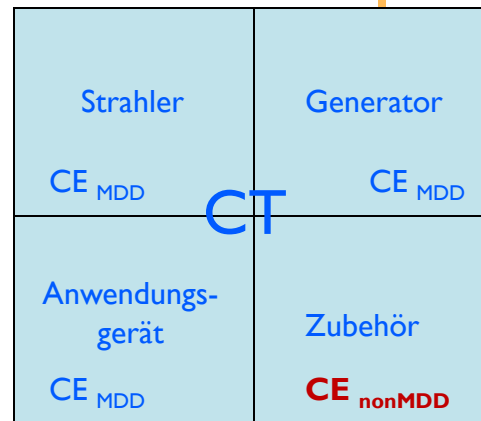 Strahler
CE MDD
Generator
CE MDD
CT
Anwendungs-
gerät
CE MDD
Zubehör
CE nonMDD